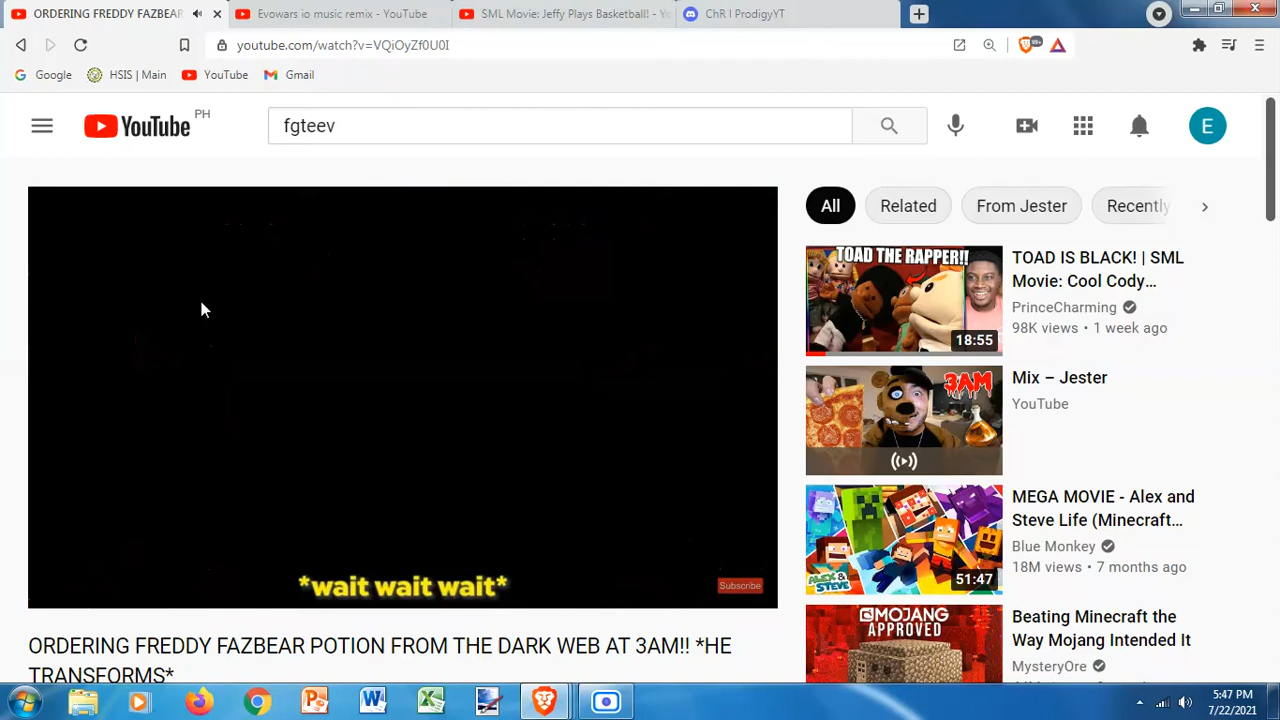 ORDERING FREDDY FAZBEAR
Evowars io music remix - YouTube
SML Movie: Jeffy Plays Basketball! - Yo
ChR | ProdigyYT
youtube.com/watch?v=VQiOyZf0U0I
99+
Google
HSIS | Main
YouTube
Gmail
YouTube PH
fgteev
E
All
Related
From Jester
Recently
TOAD THE RAPPER!!
18:55
TOAD IS BLACK! | SML
Movie: Cool Cody...
PrinceCharming
98K views • 1 week ago
3AM
Mix – Jester
YouTube
ALEX &
STEVE
51:47
MEGA MOVIE - Alex and
Steve Life (Minecraft...
Blue Monkey
18M views • 7 months ago
MOJANG
APPROVED
Beating Minecraft the
Way Mojang Intended It
MysteryOre
*wait wait wait*
Subscribe
ORDERING FREDDY FAZBEAR POTION FROM THE DARK WEB AT 3AM!! *HE
TRANSFORMS*
5:47 PM
7/22/2021